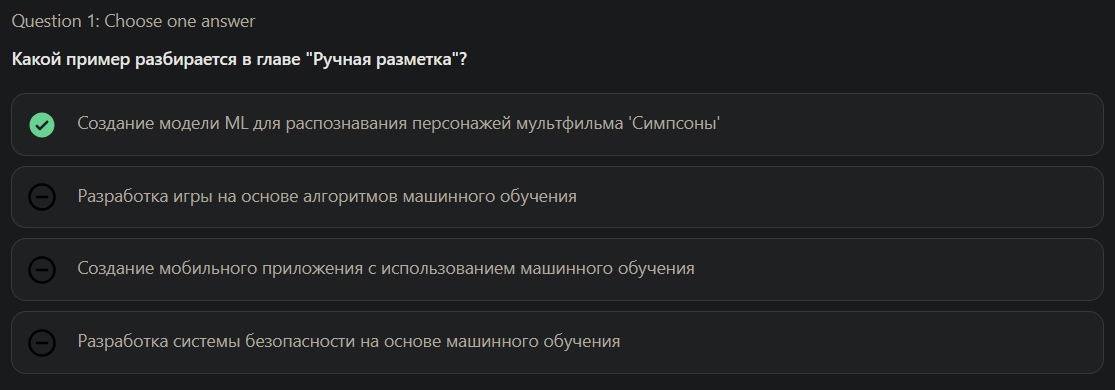 Question 1: Choose one answer
Какой пример разбирается в главе "Ручная разметка"?
Создание модели ML для распознавания персонажей мультфильма 'Симпсоны'
Разработка игры на основе алгоритмов машинного обучения
Создание мобильного приложения с использованием машинного обучения
Разработка системы безопасности на основе машинного обучения